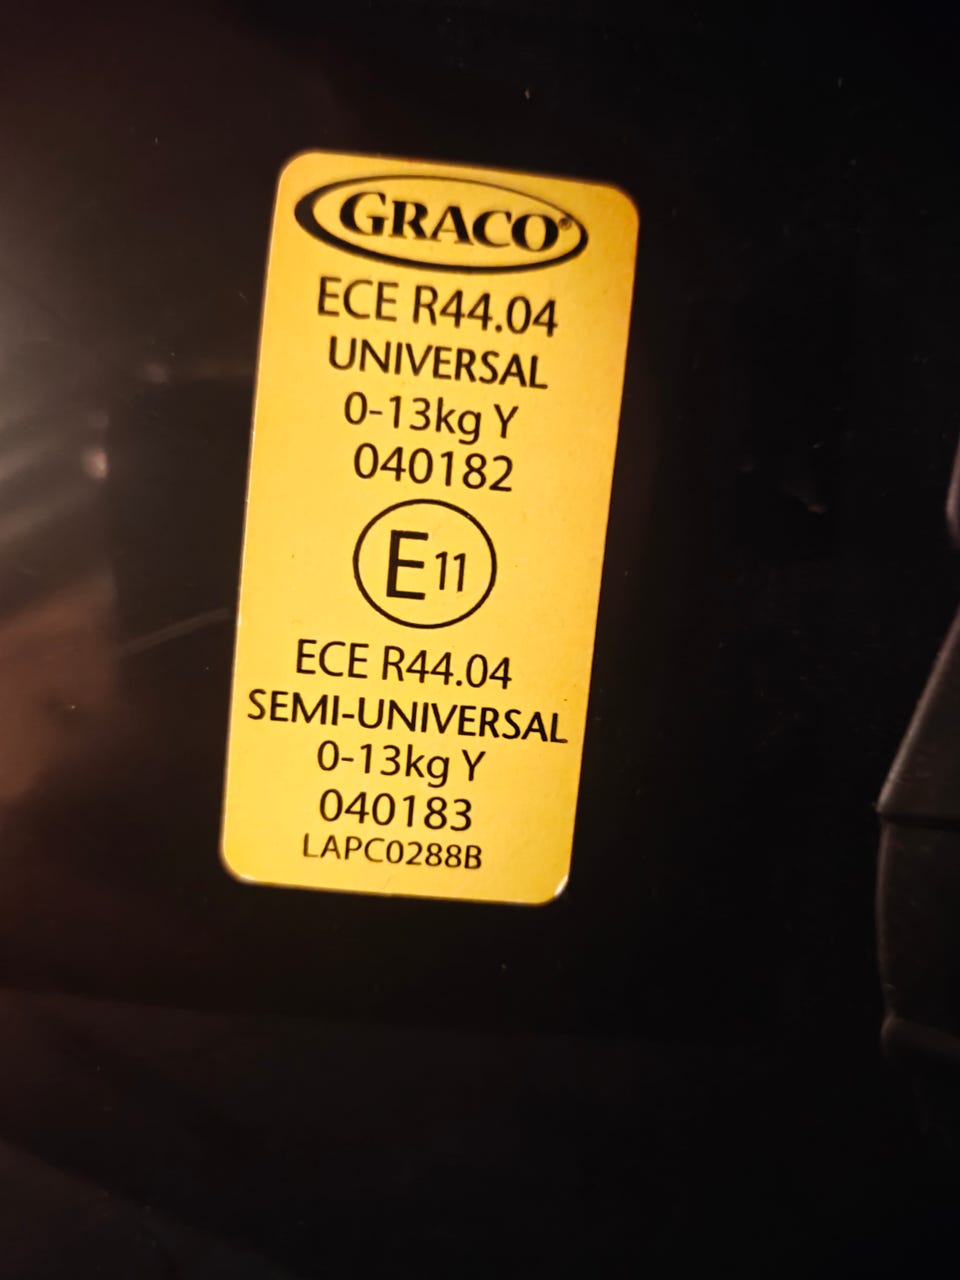 GRACO®
ECE R44.04
UNIVERSAL
0-13kg Y
040182
E11
ECE R44.04
SEMI-UNIVERSAL
0-13kg Y
040183
LAPC0288B